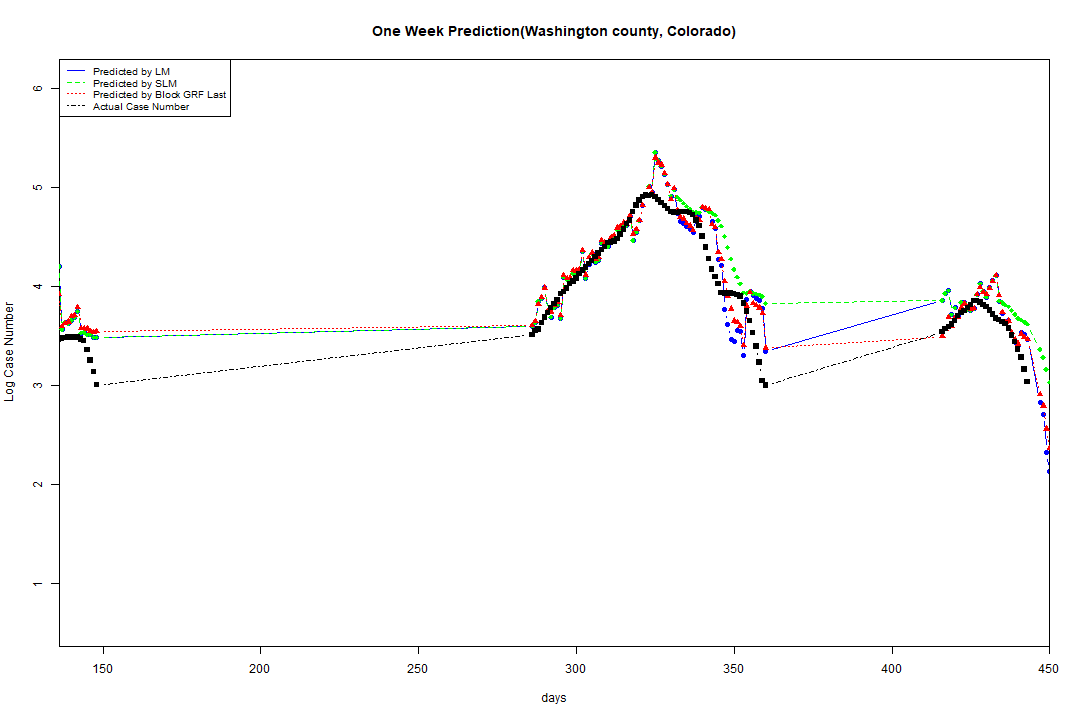 One Week Prediction(Washington county, Colorado)
Predicted by LM
Predicted by SLM
Predicted by Block GRF Last
Actual Case Number
6
5
4
3
2
1
Log Case Number
150 200 250 300 350 400 450
days